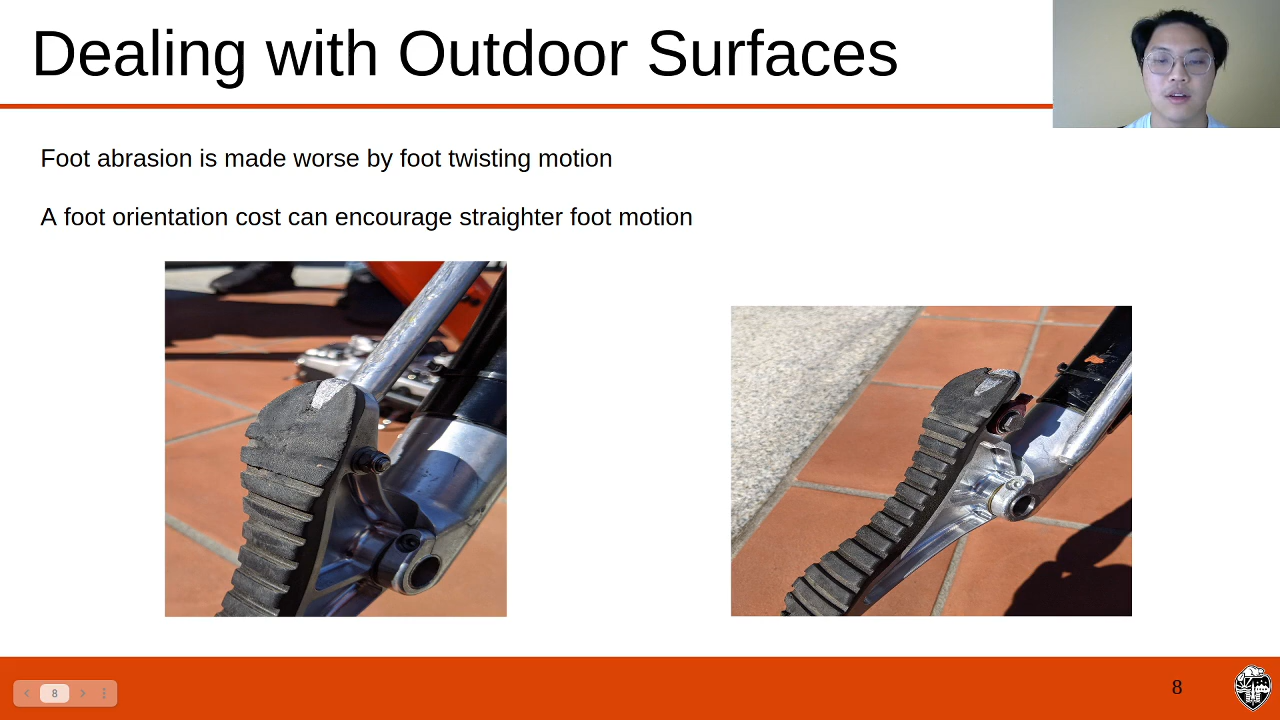 Dealing with Outdoor Surfaces
Foot abrasion is made worse by foot twisting motion
A foot orientation cost can encourage straighter foot motion
8
8